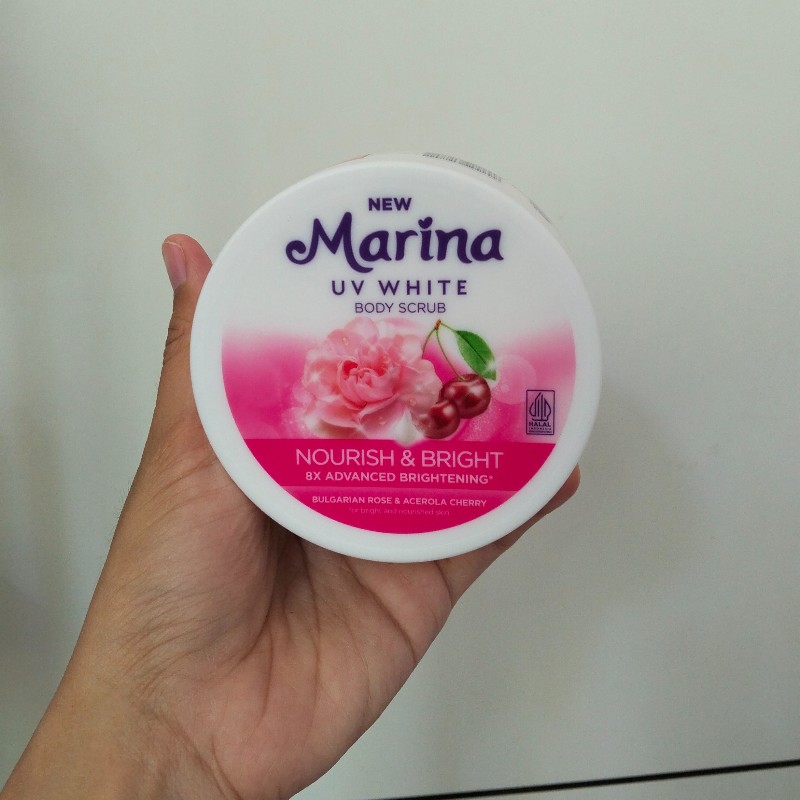 NEW
Marina
UV WHITE
BODY SCRUB
HALAL
INDONESIA
NOURISH & BRIGHT
8X ADVANCED BRIGHTENING*
BULGARIAN ROSE & ACEROLA CHERRY
for bright and nourished skin